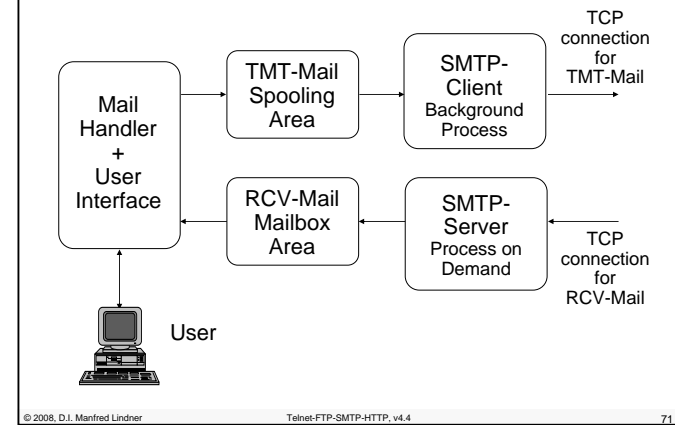 TCP
connection
for
TMT-Mail
TMT-Mail
Spooling
Area
SMTP-
Client
Background
Process
Mail
Handler
+
User
Interface
RCV-Mail
Mailbox
Area
SMTP-
Server
Process on
Demand
TCP
connection
for
RCV-Mail
User
© 2008, D.I. Manfred Lindner
Telnet-FTP-SMTP-HTTP, v4.4
71